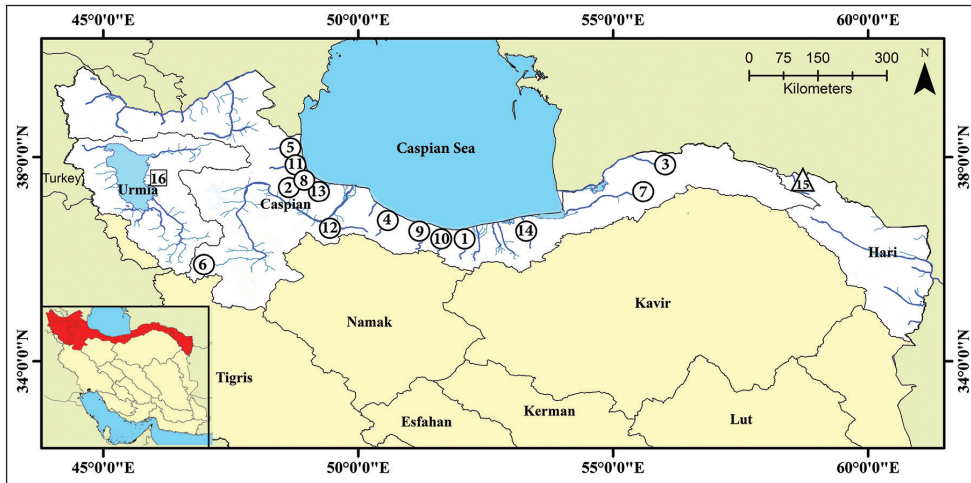 45°0'0"E 50°0'0"E 55°0'0"E 60°0'0"E
0 75 150 300
Kilometers
N
38°0'0"N
38°0'0"N
Caspian Sea
Turkey
Urmia
16
5
11
2
8
13
Caspian
3
7
15
4
12
9
10
1
14
6
Hari
Namak
Kavir
34°0'0"N
34°0'0"N
Tigris
Esfahan
Kerman
Lut
45°0'0"E 50°0'0"E 55°0'0"E 60°0'0"E